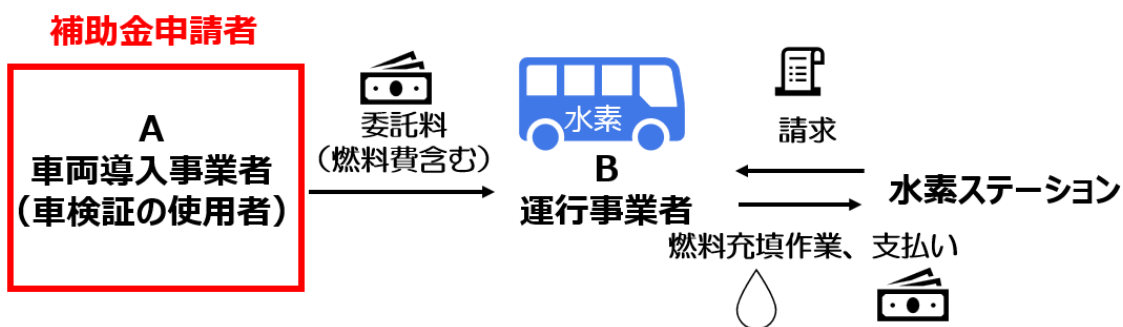 補助金申請者
A
車両導入事業者
（車検証の使用者）
委託料
（燃料費含む）
水素
B
運行事業者
請求
水素ステーション
燃料充填作業、支払い